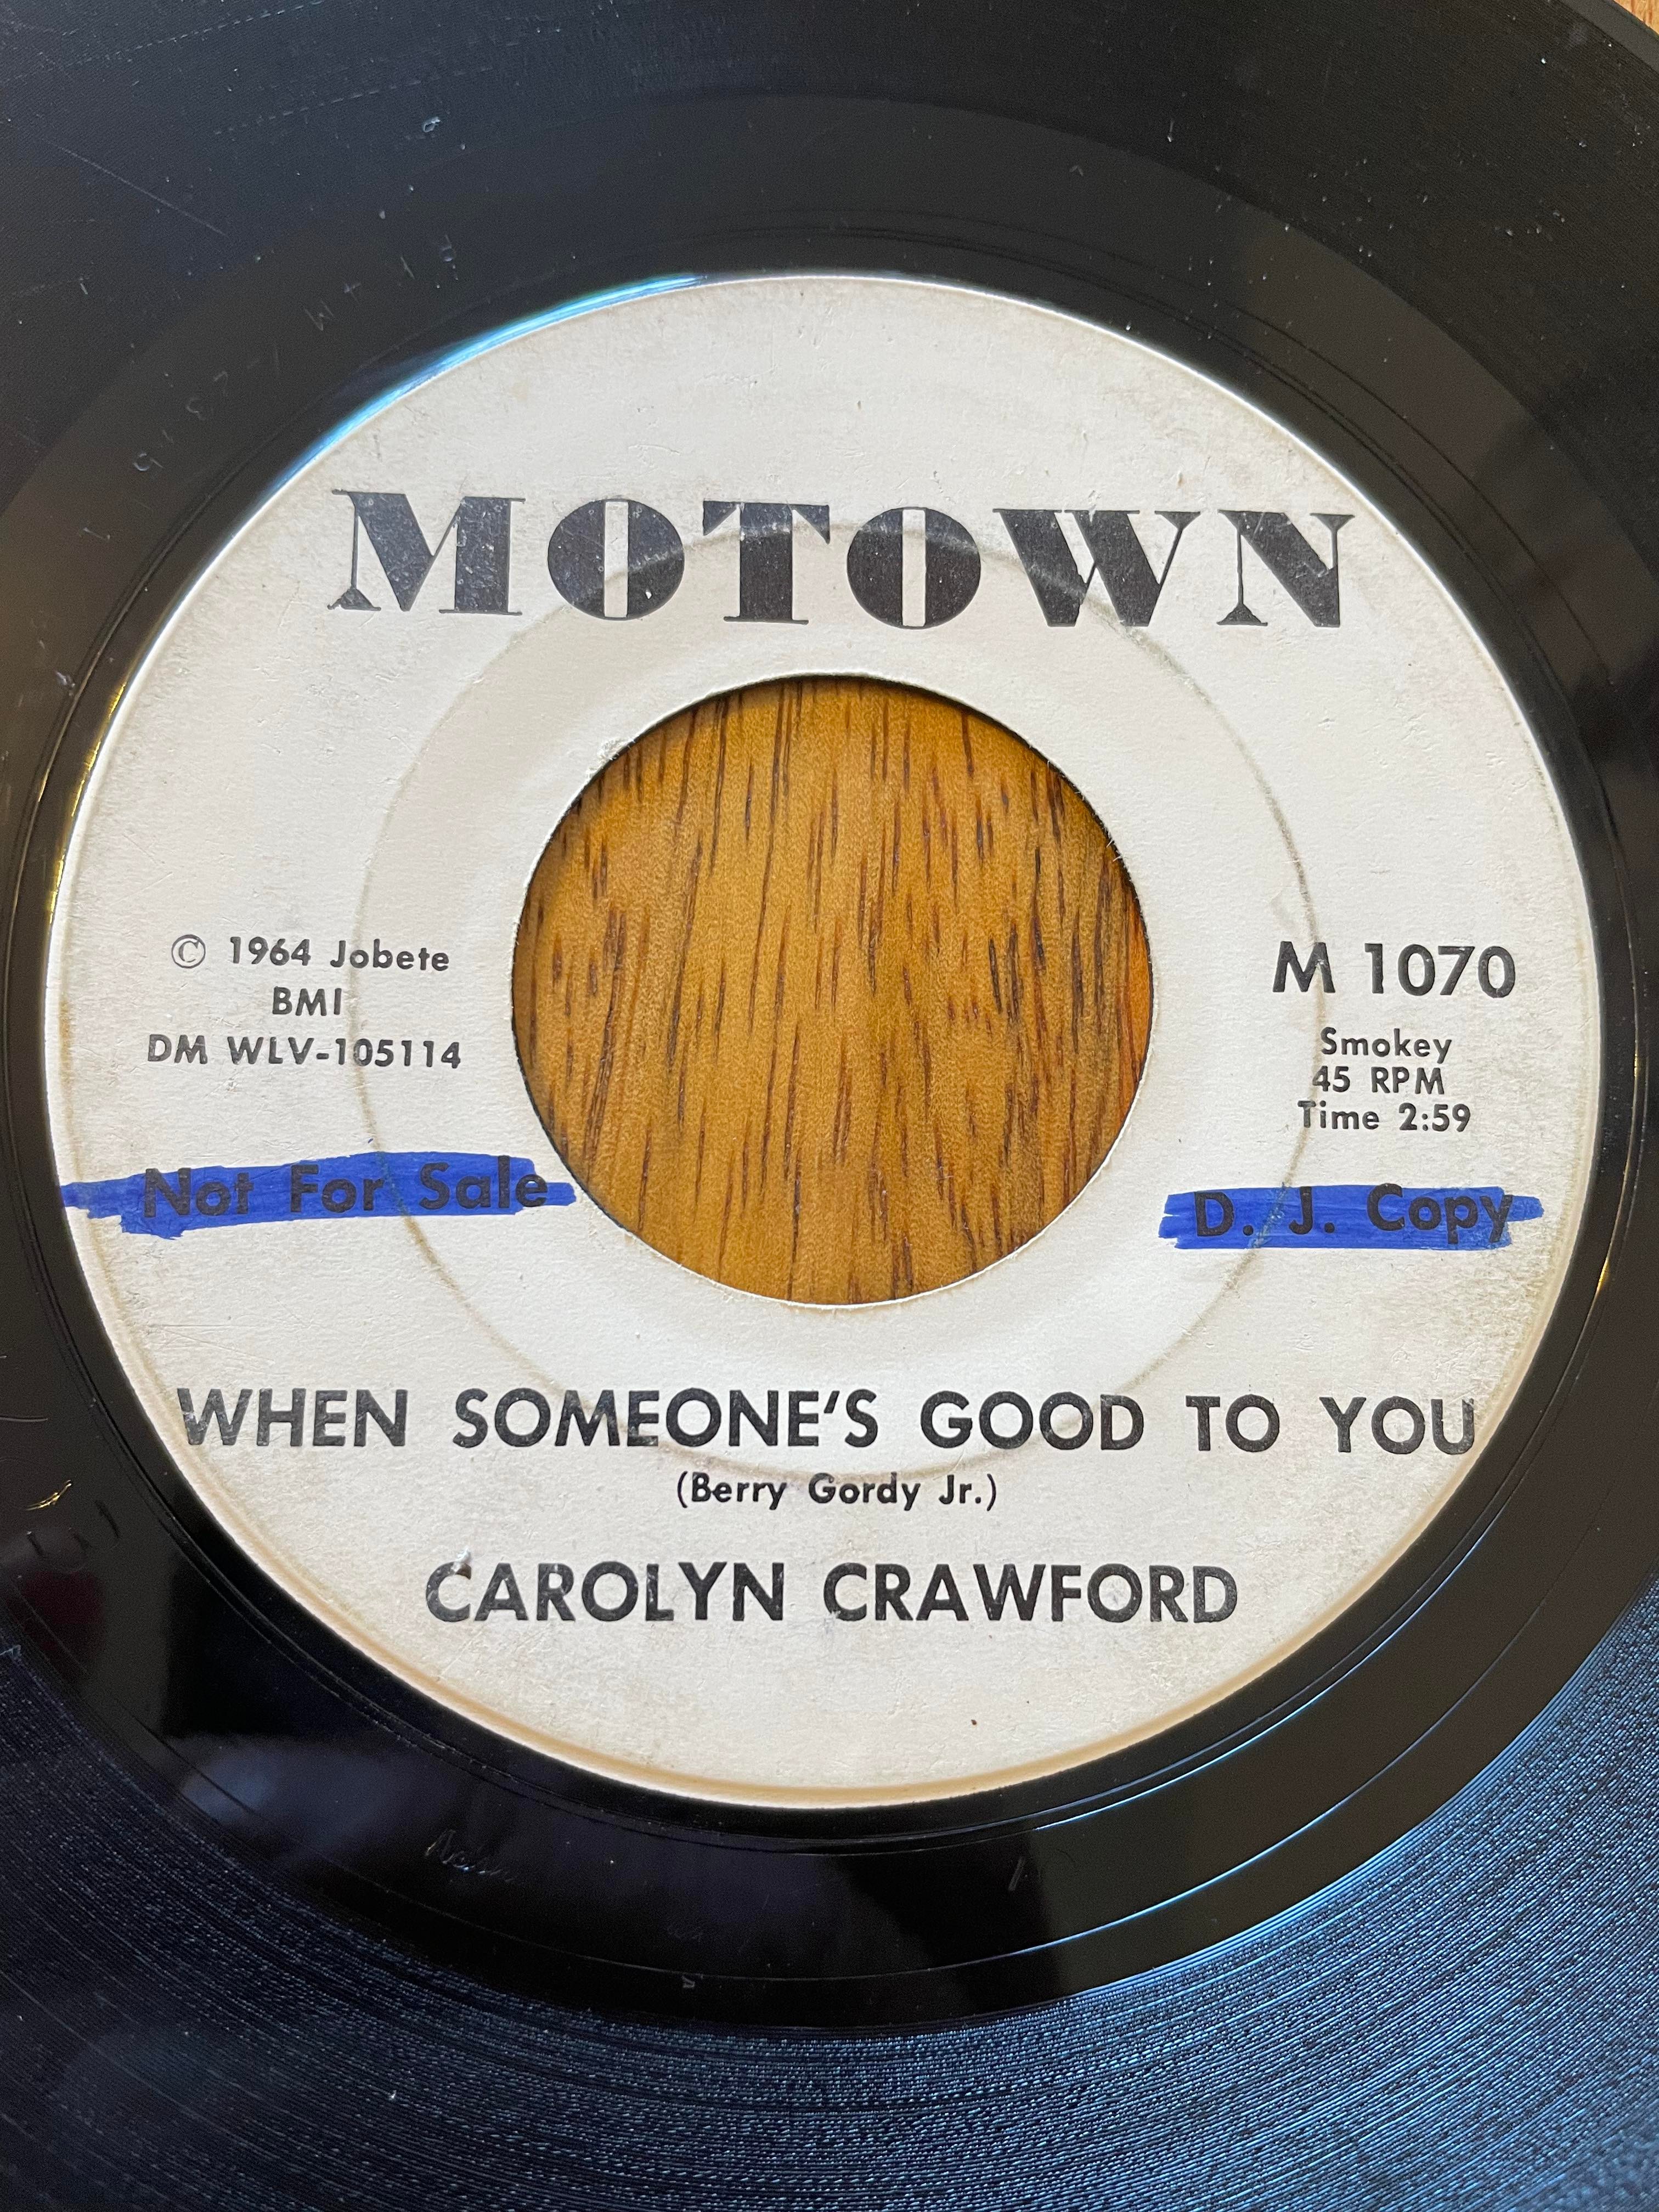 MOTOWN
© 1964 Jobete
BMI
DM WLV-105114
M 1070
Smokey
45 RPM
Time 2:59
Not For Sale
D. J. Copy
WHEN SOMEONE'S GOOD TO YOU
(Berry Gordy Jr.)
CAROLYN CRAWFORD